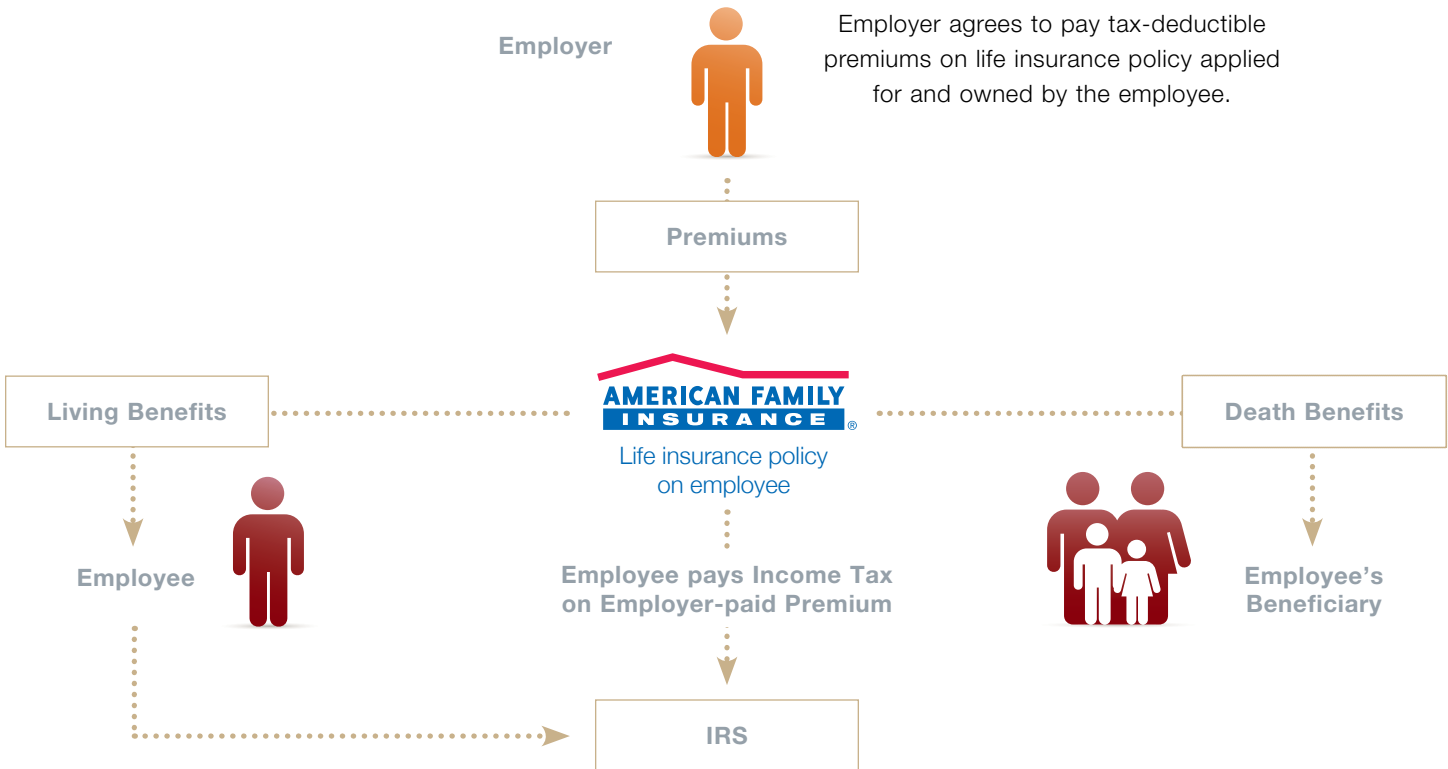 Employer
Employer agrees to pay tax-deductible
premiums on life insurance policy applied
for and owned by the employee.
Premiums
Living Benefits
AMERICAN FAMILY
INSURANCE ®
Life insurance policy
on employee
Death Benefits
Employee
Employee pays Income Tax
on Employer-paid Premium
Employee’s
Beneficiary
IRS